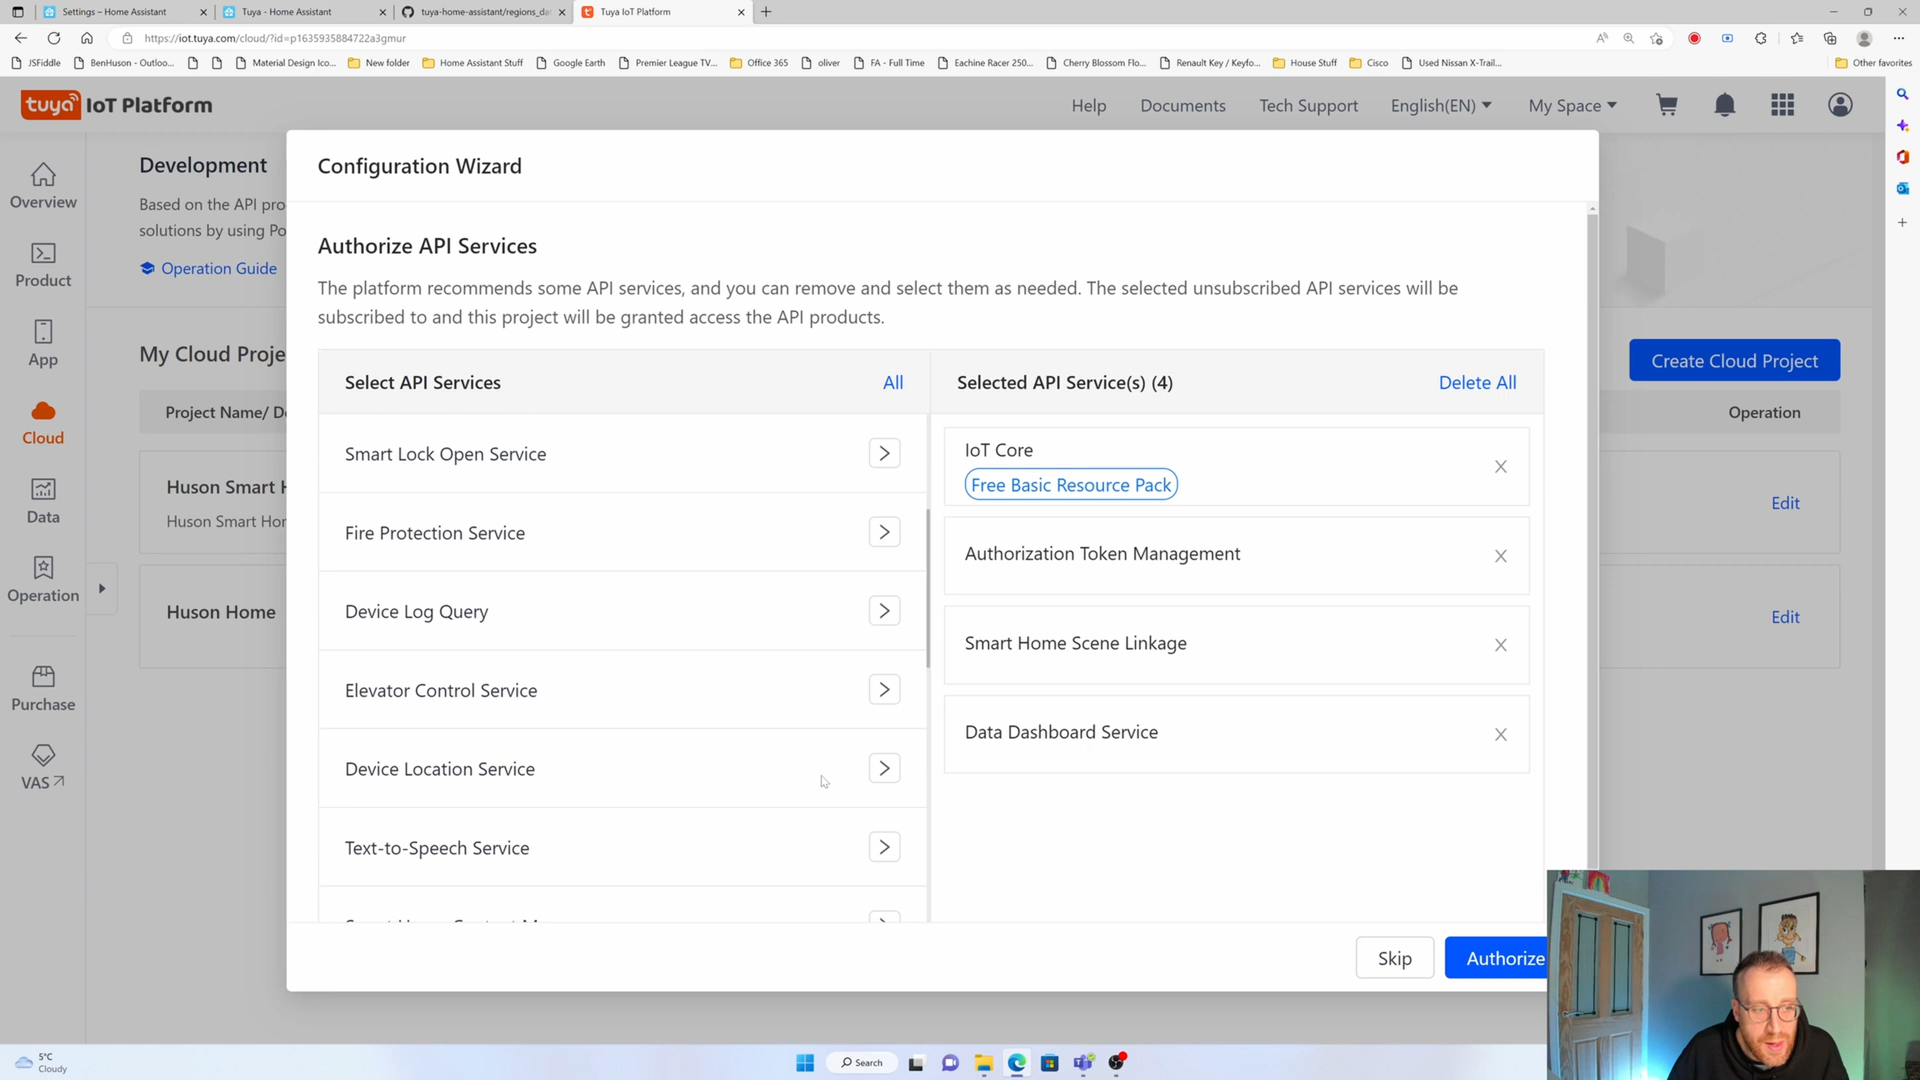 Settings – Home Assistant
Tuya - Home Assistant
tuya-home-assistant/regions_da
Tuya IoT Platform
https://iot.tuya.com/cloud/?id=p1635935884722a3gmur
JSFiddle
BenHuson - Outloo...
Material Design Ico...
New folder
Home Assistant Stuff
Google Earth
Premier League TV...
Office 365
oliver
FA - Full Time
Eachine Racer 250...
Cherry Blossom Flo...
Renault Key / Keyfo...
House Stuff
Cisco
Used Nissan X-Trail...
Other favorites
tuya IoT Platform
Help
Documents
Tech Support
English(EN)
My Space
Overview
Product
App
Cloud
Data
Operation
Purchase
VAS
Development
Based on the API pro
solutions by using Po
Operation Guide
My Cloud Proje
Create Cloud Project
Project Name/ De
Operation
Huson Smart H
Huson Smart Hor
Edit
Huson Home
Edit
Configuration Wizard
Authorize API Services
The platform recommends some API services, and you can remove and select them as needed. The selected unsubscribed API services will be
subscribed to and this project will be granted access the API products.
Select API Services
All
Smart Lock Open Service
Fire Protection Service
Device Log Query
Elevator Control Service
Device Location Service
Text-to-Speech Service
Selected API Service(s) (4)
Delete All
IoT Core
Free Basic Resource Pack
Authorization Token Management
Smart Home Scene Linkage
Data Dashboard Service
Skip
Authorize
5°C
Cloudy
Search